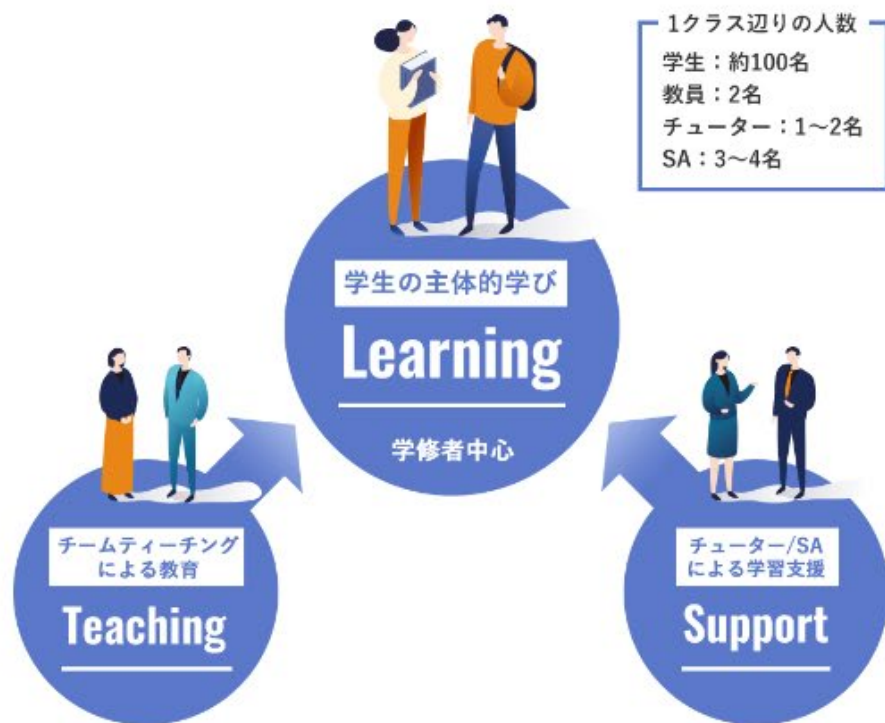 1クラス辺りの人数
学生：約100名
教員：2名
チューター：1〜2名
SA：3〜4名
学生の主体的学び
Learning
学修者中心
チームティーチング
による教育
Teaching
チューター/SA
による学習支援
Support